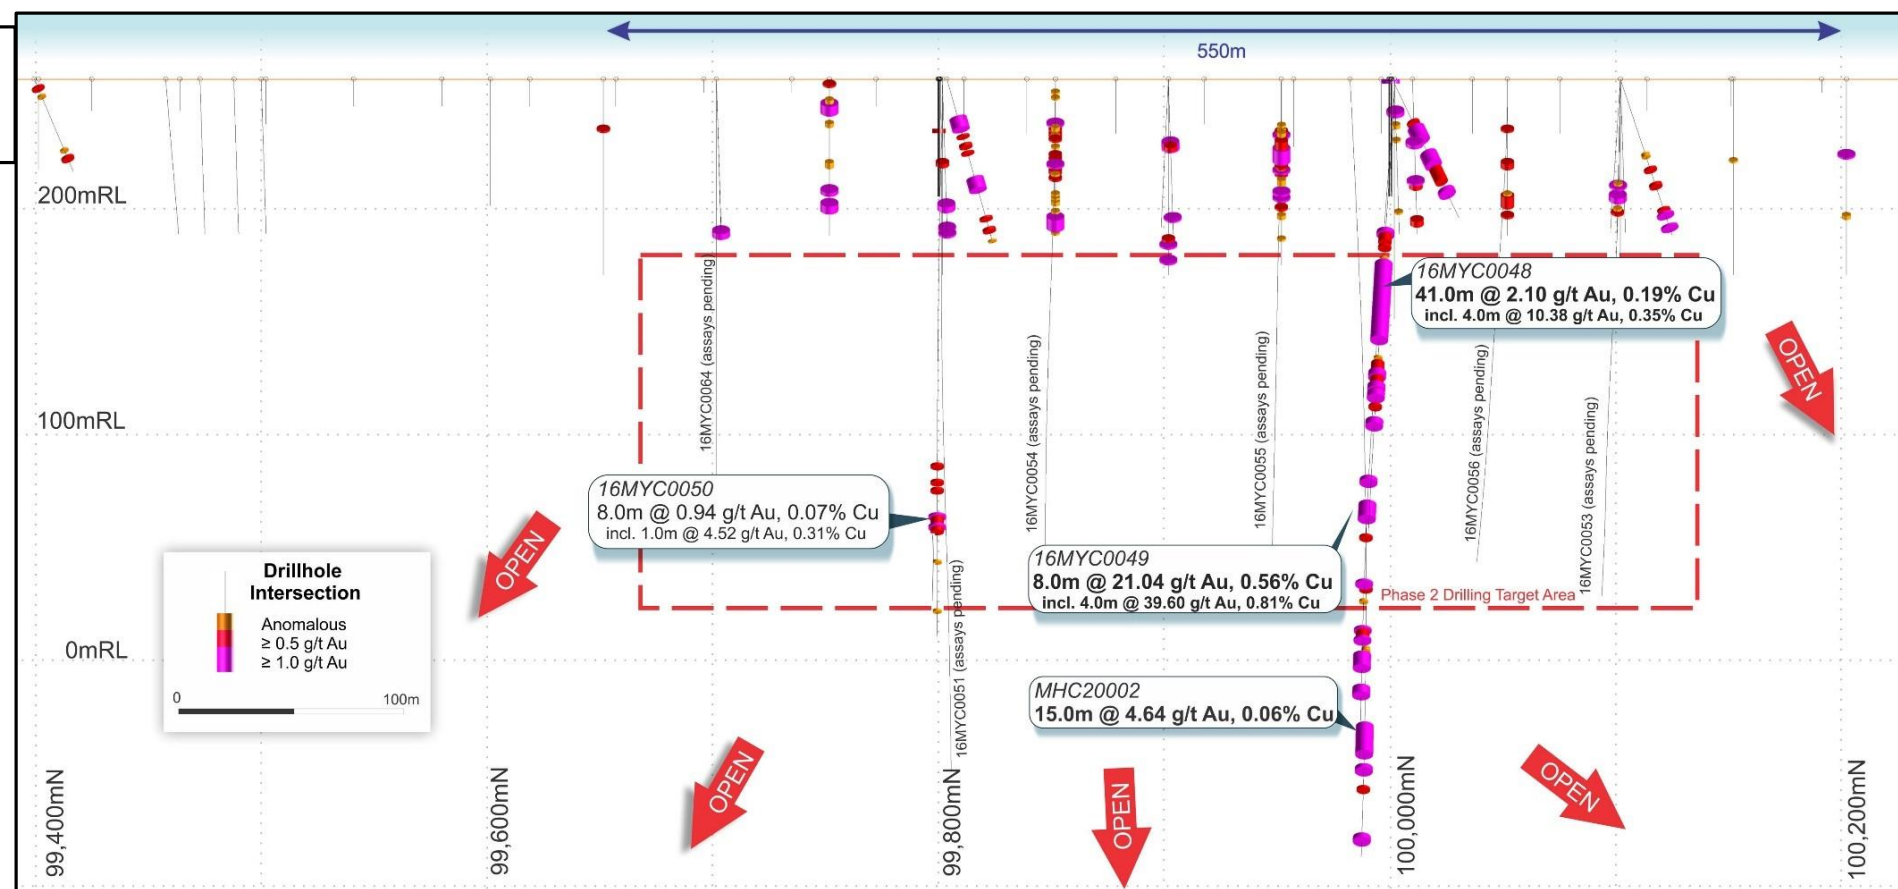 550m
200mRL
100mRL
0mRL
16MYC0048
41.0m @ 2.10 g/t Au, 0.19% Cu
incl. 4.0m @ 10.38 g/t Au, 0.35% Cu
16MYC0064 (assays pending)
16MYC0054 (assays pending)
16MYC0055 (assays pending)
16MYC0056 (assays pending)
16MYC0053 (assays pending)
OPEN
16MYC0050
8.0m @ 0.94 g/t Au, 0.07% Cu
incl. 1.0m @ 4.52 g/t Au, 0.31% Cu
OPEN
16MYC0049
8.0m @ 21.04 g/t Au, 0.56% Cu
incl. 4.0m @ 39.60 g/t Au, 0.81% Cu
Phase 2 Drilling Target Area
16MYC0051 (assays pending)
Drillhole
Intersection
Anomalous
≥ 0.5 g/t Au
≥ 1.0 g/t Au
0 100m
MHC20002
15.0m @ 4.64 g/t Au, 0.06% Cu
OPEN
OPEN
OPEN
99,400mN
99,600mN
99,800mN
100,000mN
100,200mN